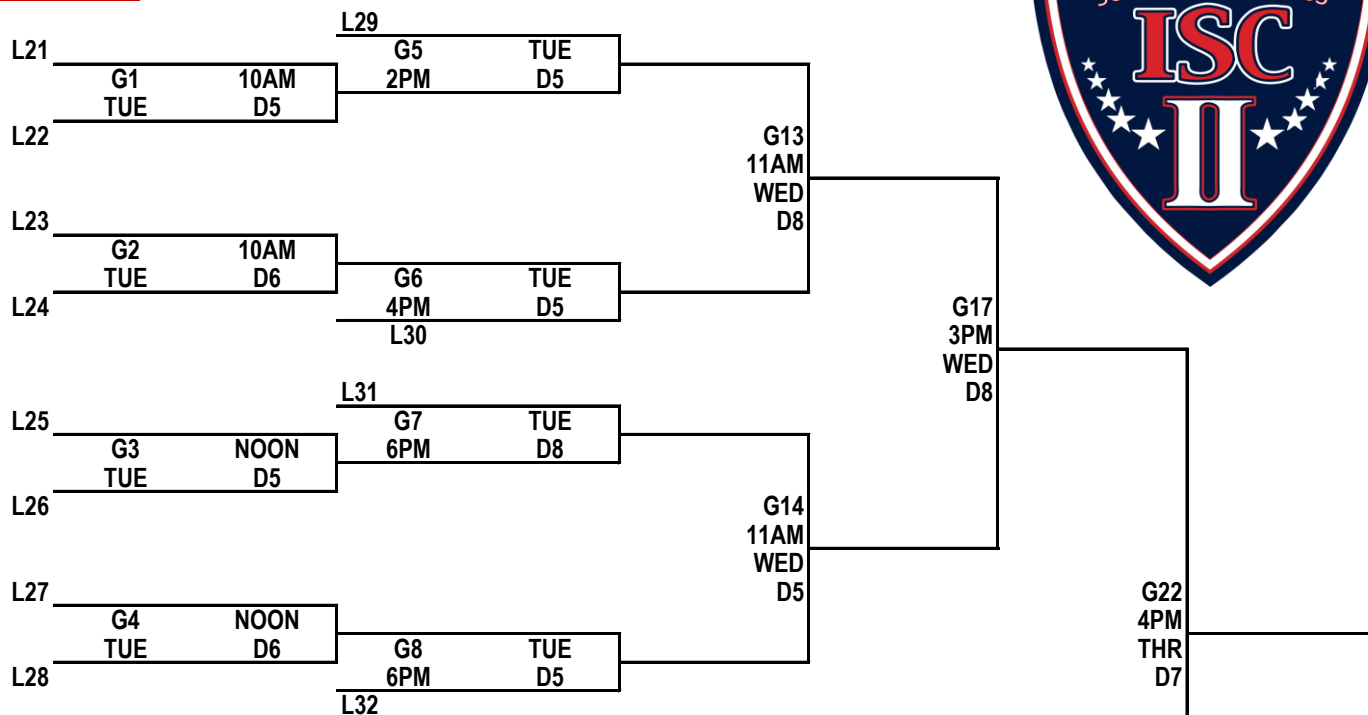 L29
L21
G5 TUE
2PM D5
G1 10AM
TUE D5
L22
G13
11AM
WED
D8
L23
G2 10AM
TUE D6
G6 TUE
4PM D5
L24
L30
G17
3PM
WED
D8
L31
L25
G7 TUE
6PM D8
G3 NOON
TUE D5
L26
G14
11AM
WED
D5
L27
G4 NOON
TUE D6
G8 TUE
6PM D5
L28
L32
G22
4PM
THR
D7
ISC
II